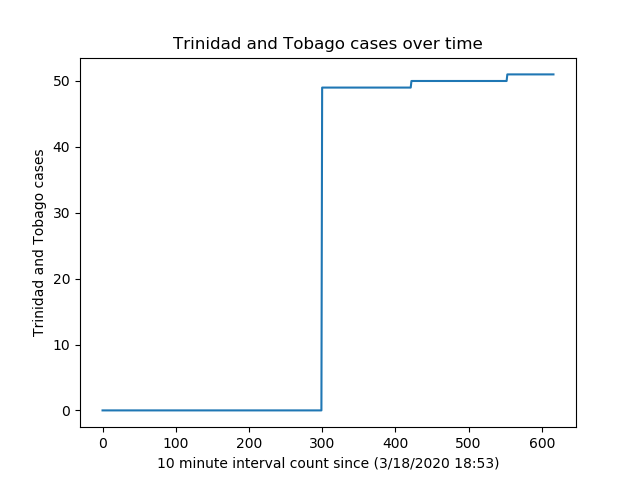 Trinidad and Tobago cases over time
Trinidad and Tobago cases
50
40
30
20
10
0
0 100 200 300 400 500 600
10 minute interval count since (3/18/2020 18:53)